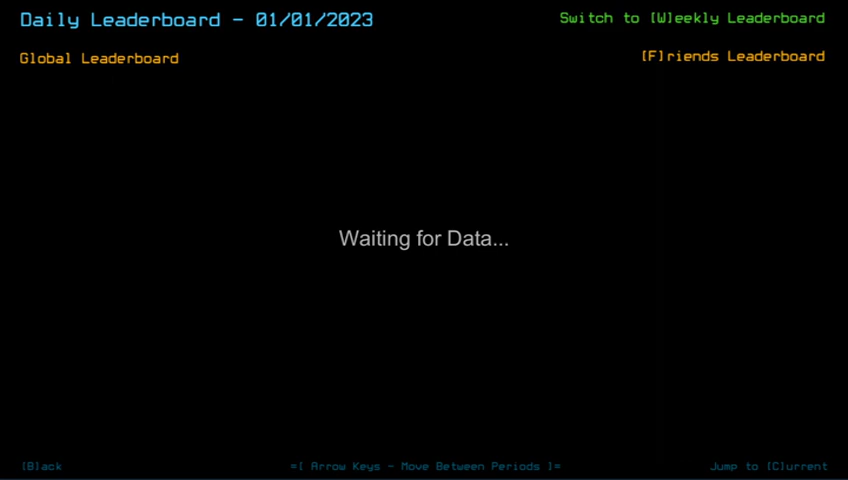 Daily Leaderboard - 01/01/2023
Switch to [W]eekly Leaderboard
Global Leaderboard
[F]riends Leaderboard
Waiting for Data...
[B]ack
=[ Arrow Keys - Move Between Periods ]=
Jump to [C]urrent